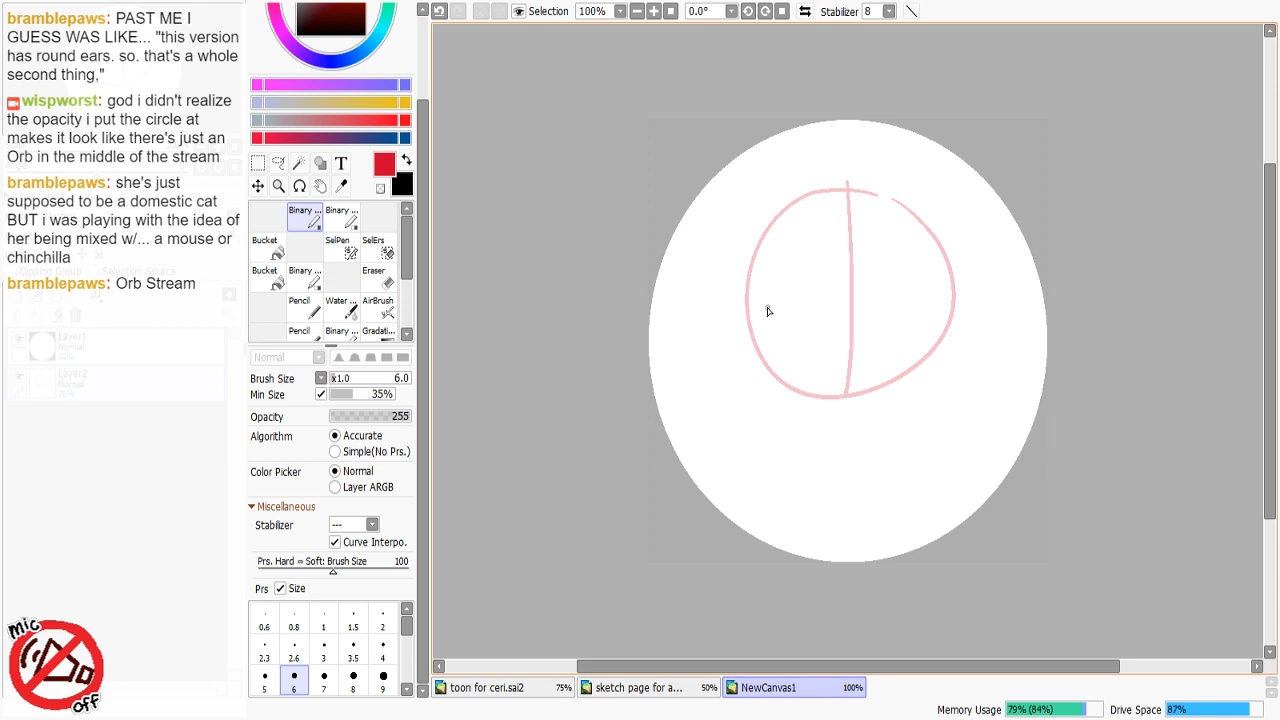 bramblepaws: PAST ME I
GUESS WAS LIKE... "this version
has round ears. so. that's a whole
second thing,"
wispworst: god i didn't realize
the opacity i put the circle at
makes it look like there's just an
Orb in the middle of the stream
bramblepaws: she's just
supposed to be a domestic cat
BUT i was playing with the idea of
her being mixed w/... a mouse or
chinchilla
Clipping Group Selection Source
bramblepaws: Orb Stream
Layer1
Normal
Layer2
Normal
mic
off
Selection 100% 0.0° Stabilizer 8
T
Binary ... Binary ...
Bucket SelPen SelErs
Bucket Binary ... Eraser
Pencil Water ... AirBrush
Pencil Binary ... Gradati...
Normal
Brush Size x1.0 6.0
Min Size 35%
Opacity 255
Algorithm Accurate
Simple(No Prs.)
Color Picker Normal
Layer ARGB
Miscellaneous
Stabilizer ---
Curve Interpo.
Prs. Hard ⇔ Soft: Brush Size 100
Prs Size
0.6 0.8 1 1.5 2
2.3 2.6 3 3.5 4
5 6 7 8 9
toon for ceri.sai2 75% sketch page for a... 50% NewCanvas1 100%
Memory Usage 79% (84%) Drive Space 87%